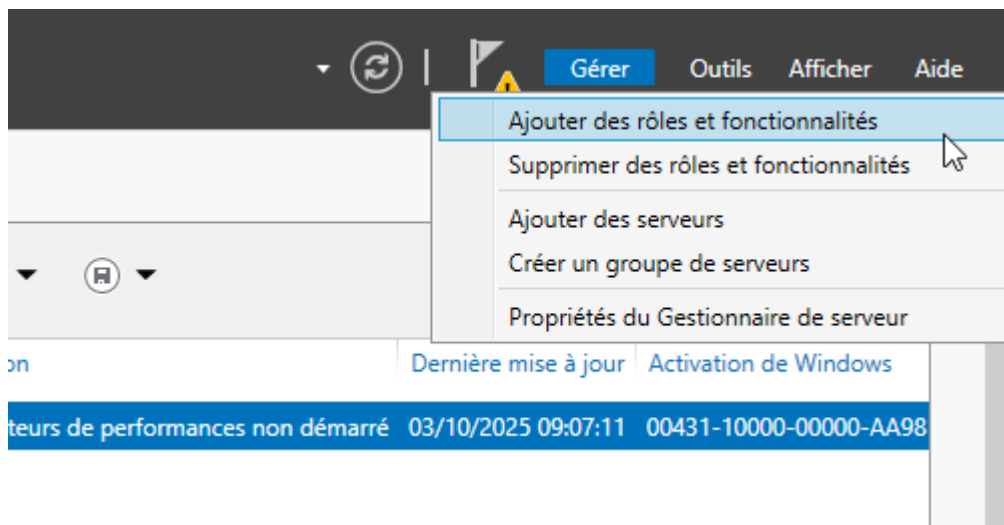 Gérer Outils Afficher Aide
Ajouter des rôles et fonctionnalités
Supprimer des rôles et fonctionnalités
Ajouter des serveurs
Créer un groupe de serveurs
Propriétés du Gestionnaire de serveur
on Dernière mise à jour Activation de Windows
teurs de performances non démarré 03/10/2025 09:07:11 00431-10000-00000-AA98